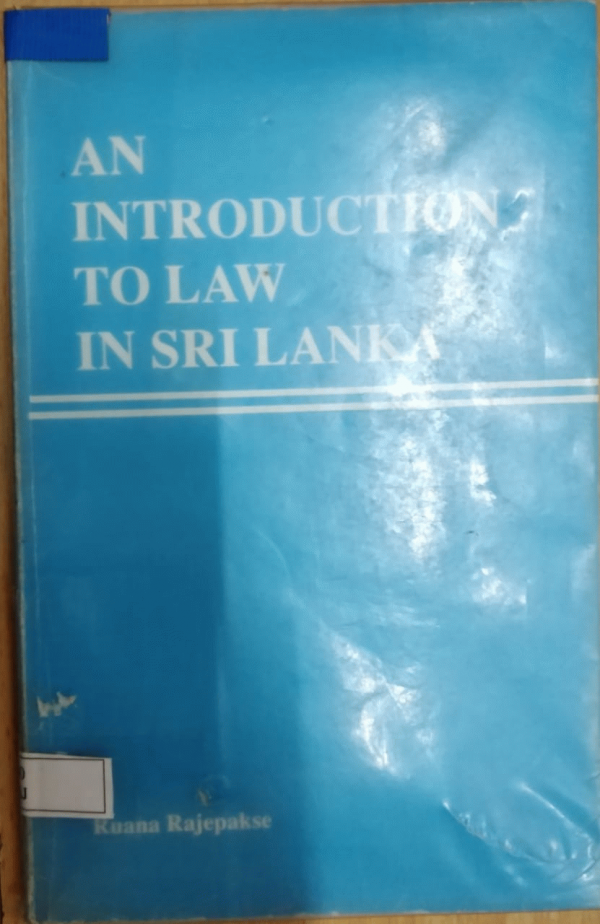 AN
INTRODUCTION
TO LAW
IN SRI LANKA
Ruana Rajepakse